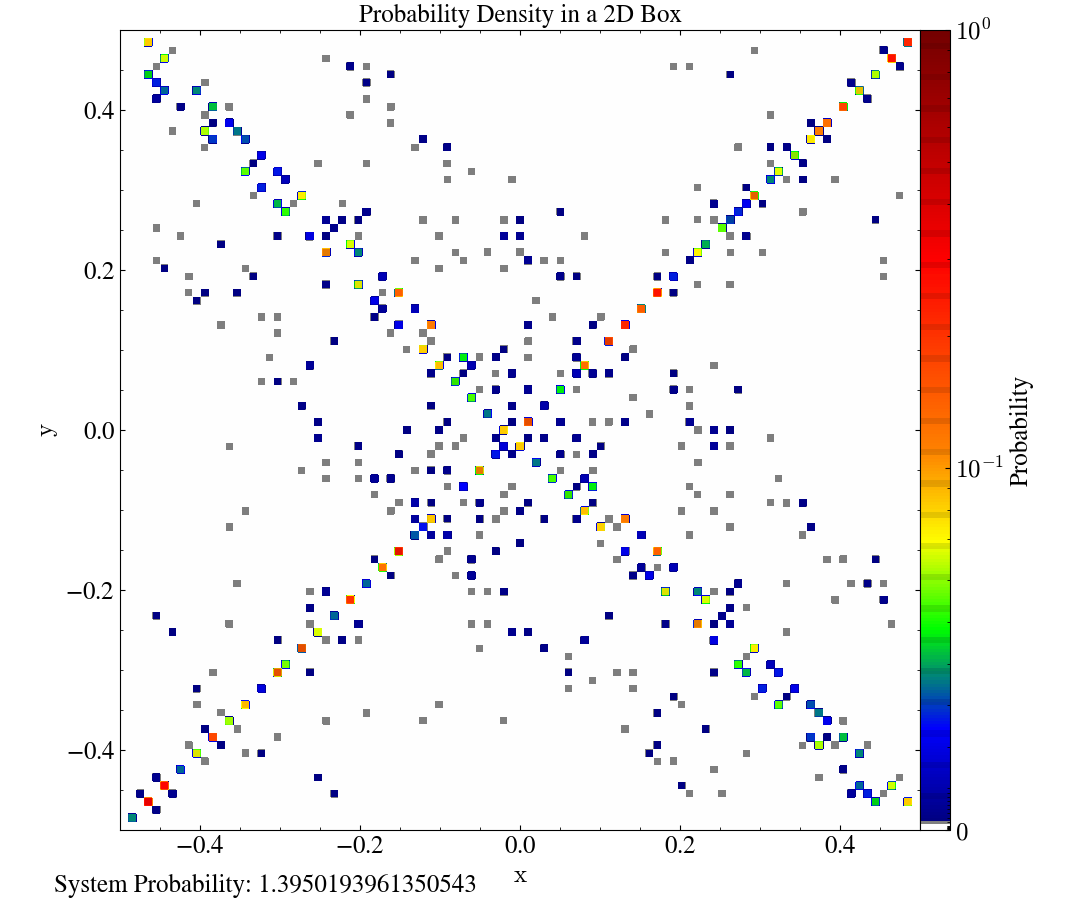 Probability Density in a 2D Box
10^0
0.4
0.2
y
0.0
−0.2
−0.4
10^−1
Probability
0
−0.4 −0.2 0.0 0.2 0.4
x
System Probability: 1.3950193961350543